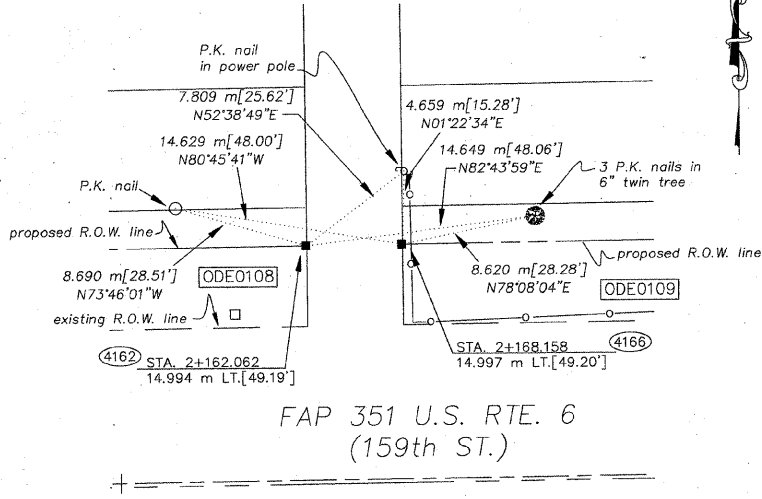 P.K. nail
in power pole
7.809 m[25.62']
N52°38'49"E
4.659 m[15.28']
N01°22'34"E
14.629 m[48.00']
N80°45'41"W
14.649 m[48.06']
N82°43'59"E
3 P.K. nails in
6" twin tree
P.K. nail
proposed R.O.W. line
proposed R.O.W. line
8.690 m[28.51']
N73°46'01"W
ODE0108
8.620 m[28.28']
N78°08'04"E
ODE0109
existing R.O.W. line
4162
STA. 2+162.062
14.994 m LT.[49.19']
STA. 2+168.158
14.997 m LT.[49.20']
4166
FAP 351 U.S. RTE. 6
(159th ST.)